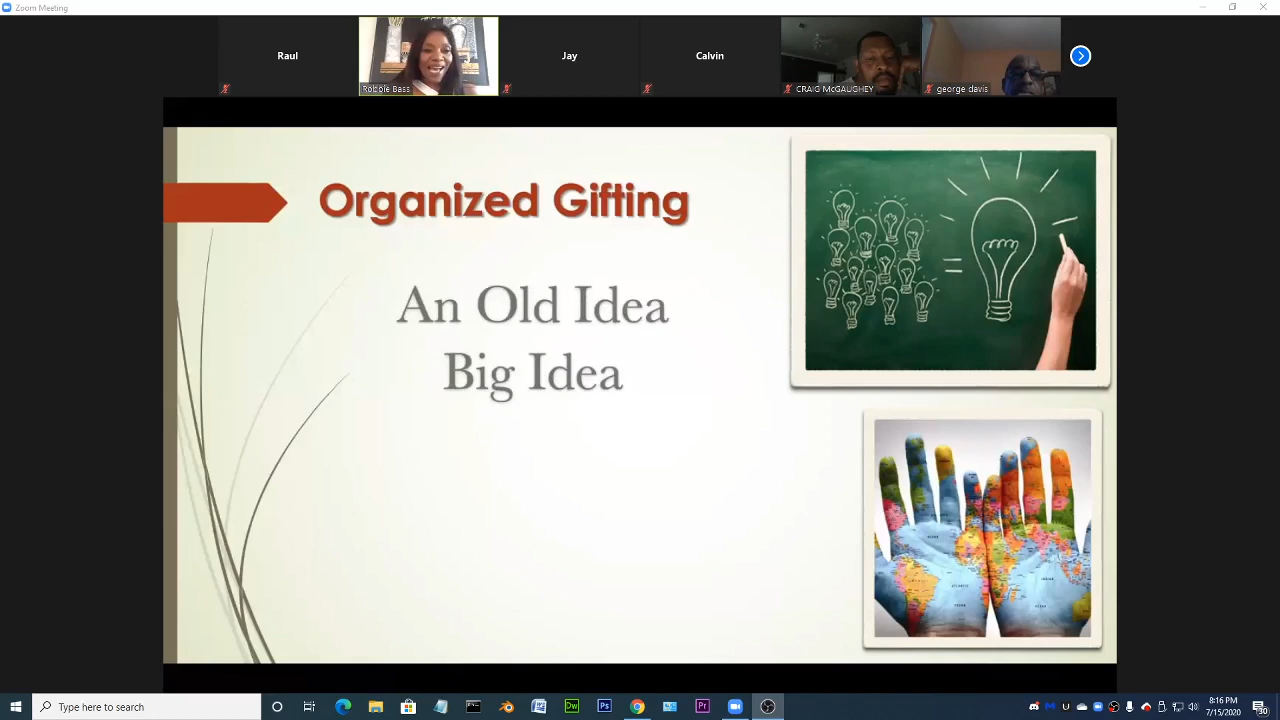 Zoom Meeting
Raul
Jay
Calvin
Robbie Bass
CRAIG McGAUGHEY
george davis
Organized Gifting
An Old Idea
Big Idea
Type here to search
8:16 PM
7/15/2020